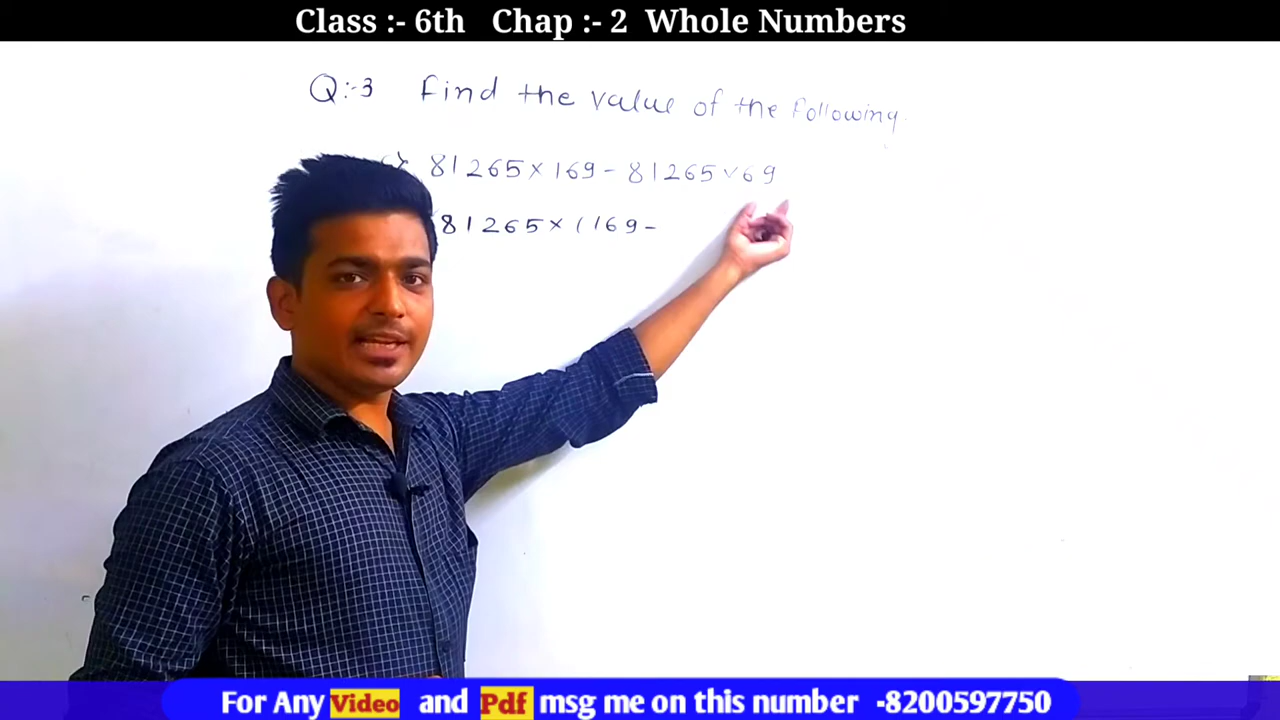 Class :- 6th Chap :- 2 Whole Numbers
Q:-3 Find the value of the following.
81265 × 169 - 81265 × 69
81265 × (169 -
For Any Video and Pdf msg me on this number -8200597750